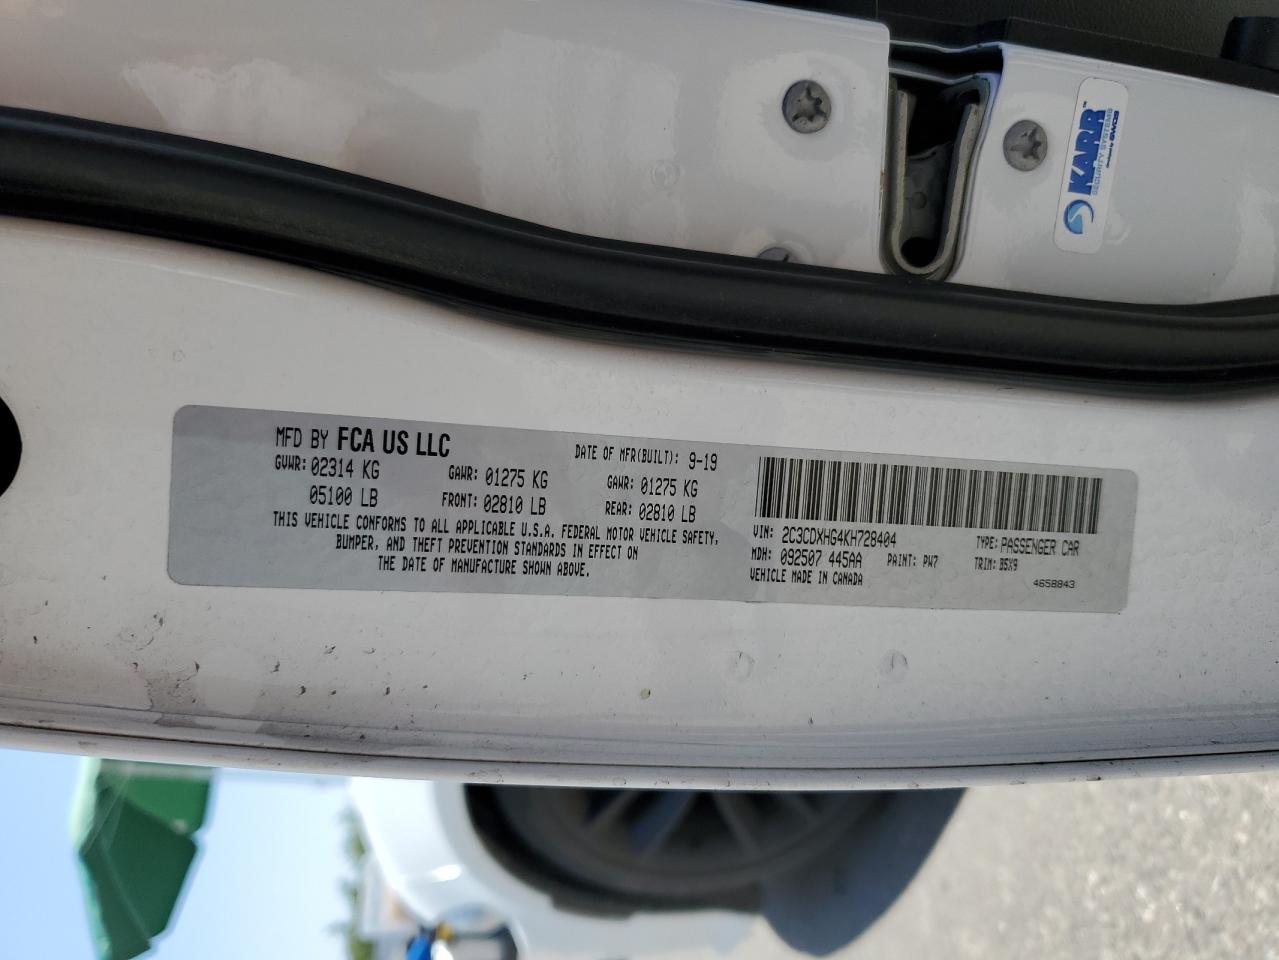 KARR™
SECURITY SYSTEMS
MFD BY FCA US LLC
DATE OF MFR(BUILT): 9-19
GVWR: 02314 KG GAWR: 01275 KG GAWR: 01275 KG
05100 LB FRONT: 02810 LB REAR: 02810 LB
THIS VEHICLE CONFORMS TO ALL APPLICABLE U.S.A. FEDERAL MOTOR VEHICLE SAFETY,
BUMPER, AND THEFT PREVENTION STANDARDS IN EFFECT ON
THE DATE OF MANUFACTURE SHOWN ABOVE.
VIN: 2C3CDXHG4KH728404 TYPE: PASSENGER CAR
MDH: 092507 445AA PAINT: PW7 TRIM: B5X9
VEHICLE MADE IN CANADA 4658843